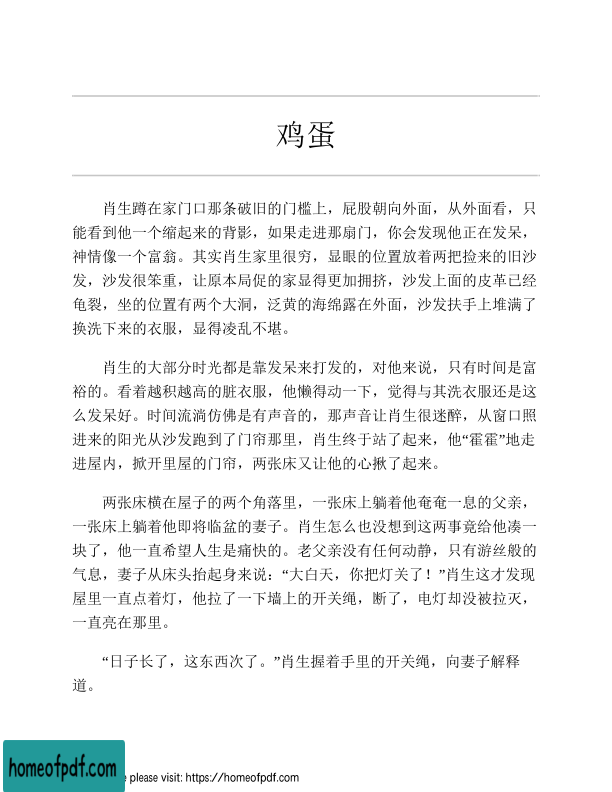 鸡蛋
肖生蹲在家门口那条破旧的门槛上，屁股朝向外面，从外面看，只
能看到他一个缩起来的背影，如果走进那扇门，你会发现他正在发呆，
神情像一个富翁。其实肖生家里很穷，显眼的位置放着两把捡来的旧沙
发，沙发很笨重，让原本局促的家显得更加拥挤，沙发上面的皮革已经
龟裂，坐的位置有两个大洞，泛黄的海绵露在外面，沙发扶手上堆满了
换洗下来的衣服，显得凌乱不堪。
肖生的大部分时光都是靠发呆来打发的，对他来说，只有时间是富
裕的。看着越积越高的脏衣服，他懒得动一下，觉得与其洗衣服还是这
么发呆好。时间流淌仿佛是有声音的，那声音让肖生很迷醉，从窗口照
进来的阳光从沙发跑到了门帘那里，肖生终于站了起来，他“霍霍”地走
进屋内，掀开里屋的门帘，两张床又让他的心揪了起来。
两张床横在屋子的两个角落里，一张床上躺着他奄奄一息的父亲，
一张床上躺着他即将临盆的妻子。肖生怎么也没想到这两事竟给他凑一
块了，他一直希望人生是痛快的。老父亲没有任何动静，只有游丝般的
气息，妻子从床头抬起身来说：“大白天，你把灯关了！”肖生这才发现
屋里一直点着灯，他拉了一下墙上的开关绳，断了，电灯却没被拉灭，
一直亮在那里。
“日子长了，这东西次了。”肖生握着手里的开关绳，向妻子解释
道。
homeofpdf.com
e please visit: https://homeofpdf.com